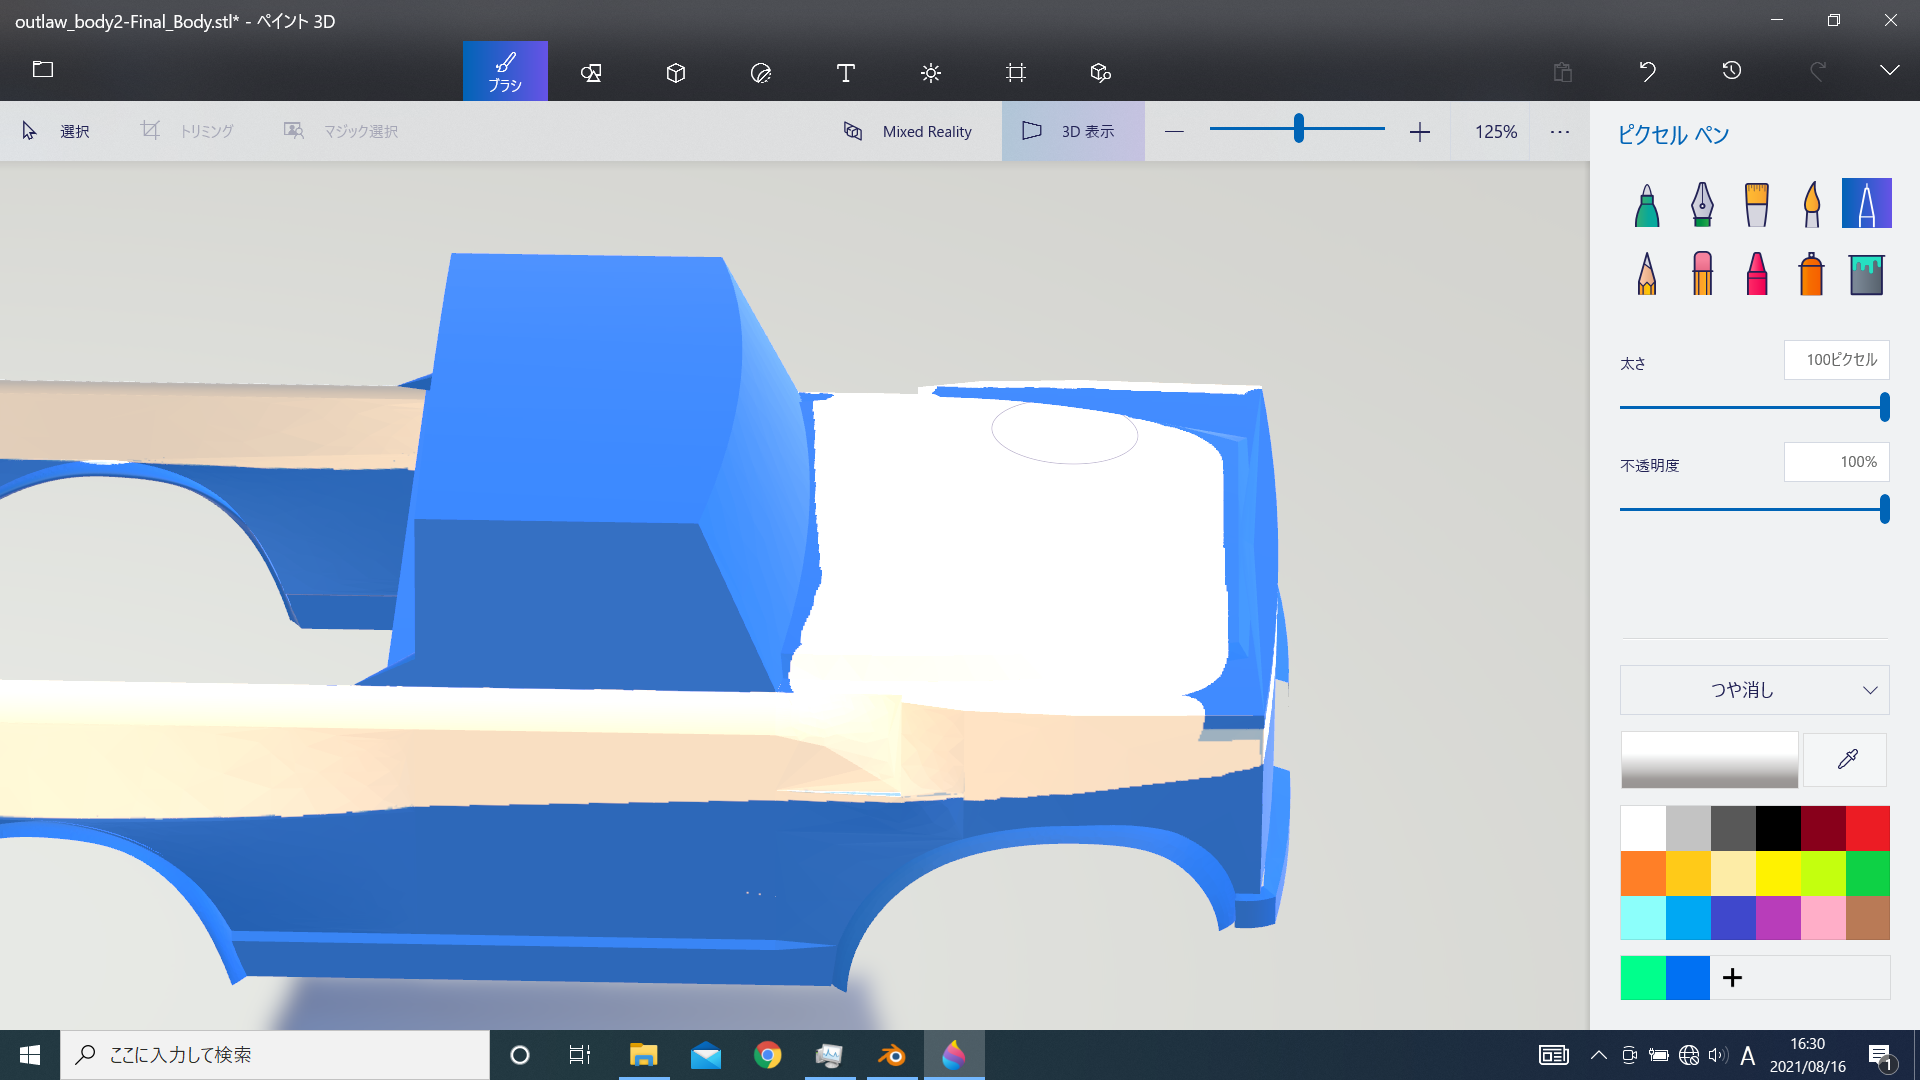 outlaw_body2-Final_Body.stl* - ペイント 3D
ブラシ
選択
トリミング
マジック選択
Mixed Reality
3D 表示
125%
ピクセル ペン
太さ
100ピクセル
不透明度
100%
つや消し
ここに入力して検索
A
16:30
2021/08/16
1